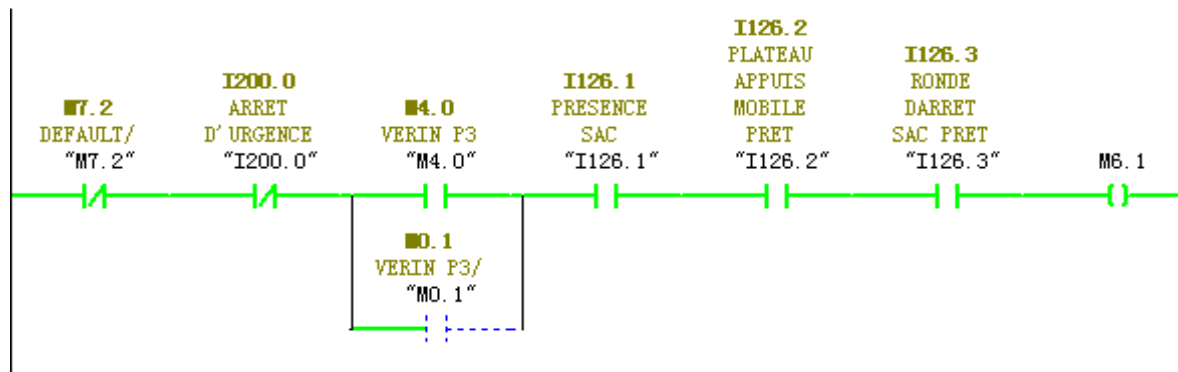 M7.2
DEFAULT/
"M7.2"
I200.0
ARRET
D'URGENCE
"I200.0"
M4.0
VERIN P3
"M4.0"
I126.1
PRESENCE
SAC
"I126.1"
I126.2
PLATEAU
APPUIS
MOBILE
PRET
"I126.2"
I126.3
RONDE
DARRET
SAC PRET
"I126.3"
M6.1
M0.1
VERIN P3/
"M0.1"